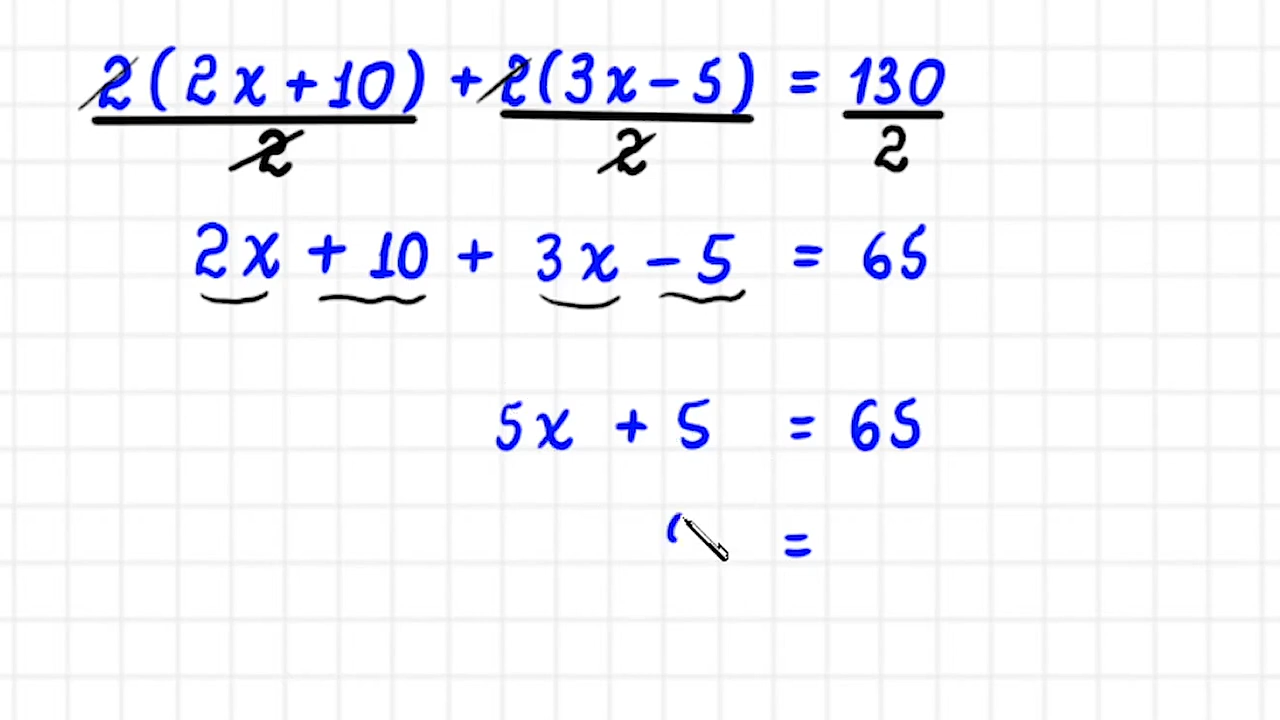 2(2x+10) + 2(3x-5) = 130
2 2 2
2x + 10 + 3x - 5 = 65
5x + 5 = 65
=